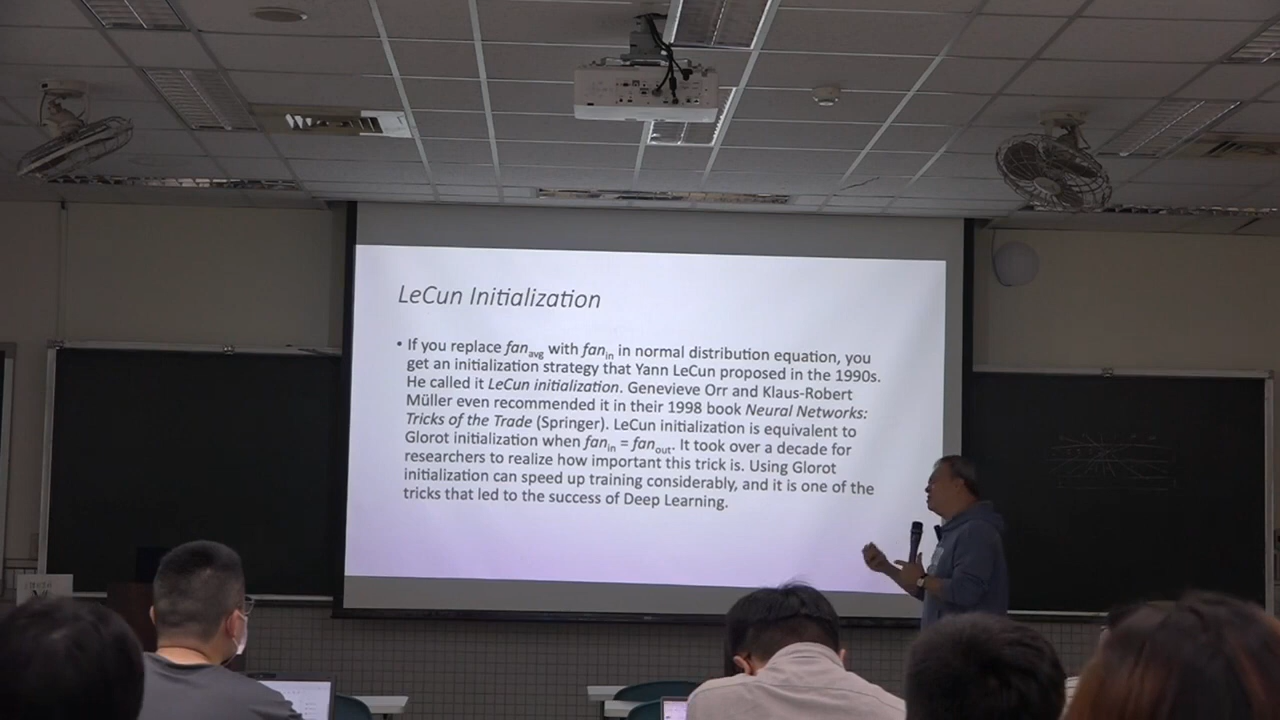 LeCun Initialization
• If you replace fanavg with fanin in normal distribution equation, you
get an initialization strategy that Yann LeCun proposed in the 1990s.
He called it LeCun initialization. Genevieve Orr and Klaus-Robert
Müller even recommended it in their 1998 book Neural Networks:
Tricks of the Trade (Springer). LeCun initialization is equivalent to
Glorot initialization when fanin = fanout. It took over a decade for
researchers to realize how important this trick is. Using Glorot
initialization can speed up training considerably, and it is one of the
tricks that led to the success of Deep Learning.